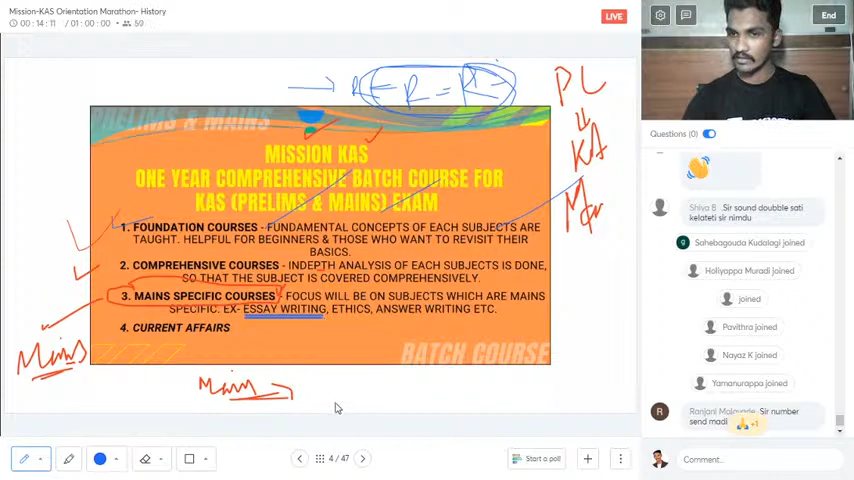 Mission-KAS Orientation Marathon- History
00 : 14 : 11 / 01 : 00 : 00 • 59
LIVE
End
PRELIMS & MAINS
MISSION KAS
ONE YEAR COMPREHENSIVE BATCH COURSE FOR
KAS (PRELIMS & MAINS) EXAM
1. FOUNDATION COURSES - FUNDAMENTAL CONCEPTS OF EACH SUBJECTS ARE
TAUGHT. HELPFUL FOR BEGINNERS & THOSE WHO WANT TO REVISIT THEIR
BASICS.
2. COMPREHENSIVE COURSES - INDEPTH ANALYSIS OF EACH SUBJECTS IS DONE,
SO THAT THE SUBJECT IS COVERED COMPREHENSIVELY.
3. MAINS SPECIFIC COURSES - FOCUS WILL BE ON SUBJECTS WHICH ARE MAINS
SPECIFIC. EX- ESSAY WRITING, ETHICS, ANSWER WRITING ETC.
4. CURRENT AFFAIRS
BATCH COURSE
Mains
Main
R = R = R
PC
4 / 47
Start a poll
Questions (0)
Shiva B Sir sound doubble sati
kelateti sir nimdu
Sahebagouda Kudalagi joined
Holiyappa Muradi joined
joined
Pavithra joined
Nayaz K joined
Yamanurappa joined
Ranjani Sir number
send madi
+1
Comment...